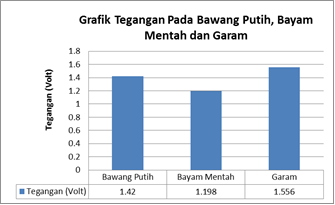 Grafik Tegangan Pada Bawang Putih, Bayam
Mentah dan Garam
Tegangan (Volt)
1.8
1.6
1.4
1.2
1
0.8
0.6
0.4
0.2
0
Bawang Putih Bayam Mentah Garam
Tegangan (Volt) 1.42 1.198 1.556